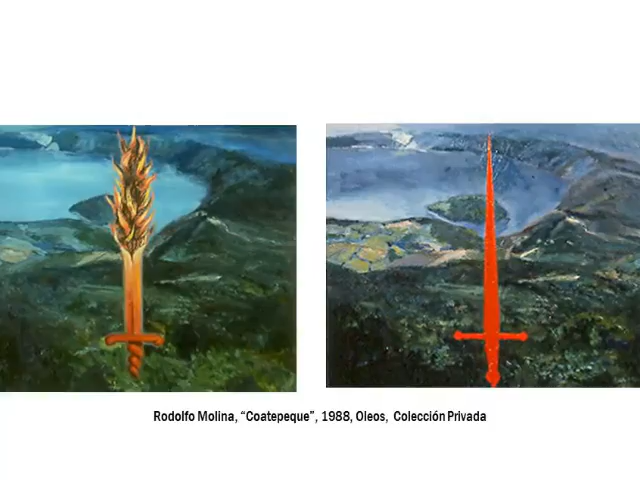 Rodolfo Molina, “Coatepeque”, 1988, Oleos, Colección Privada